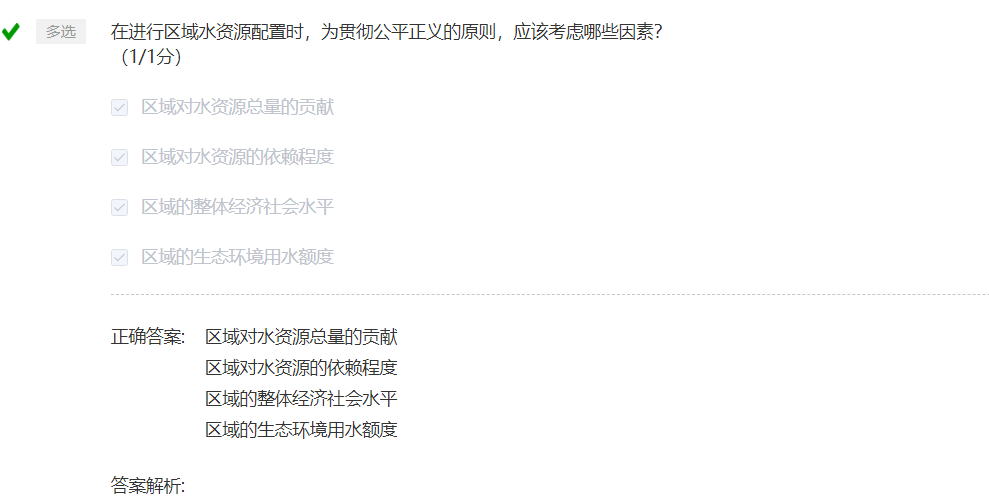 多选 在进行区域水资源配置时，为贯彻公平正义的原则，应该考虑哪些因素？
（1/1分）
区域对水资源总量的贡献
区域对水资源的依赖程度
区域的整体经济社会水平
区域的生态环境用水额度
正确答案: 区域对水资源总量的贡献
区域对水资源的依赖程度
区域的整体经济社会水平
区域的生态环境用水额度
答案解析: